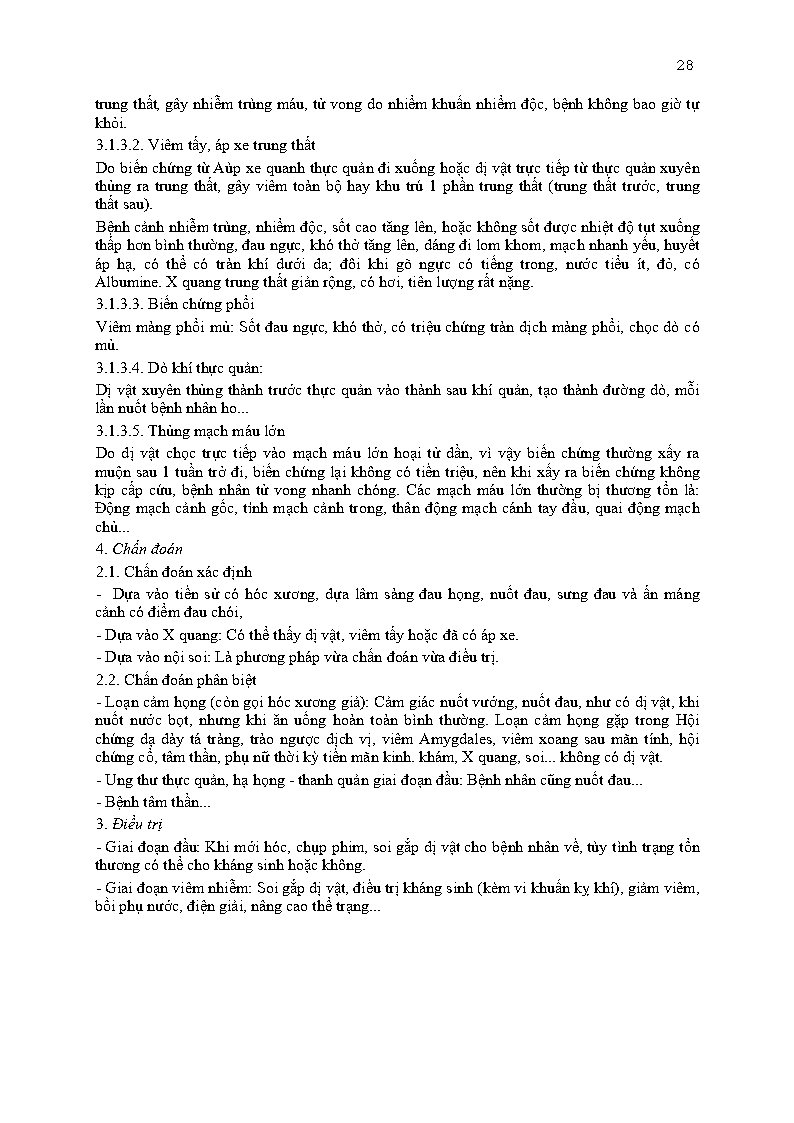 28
trung thất, gây nhiễm trùng máu, tử vong do nhiểm khuẩn nhiểm độc, bệnh không bao giờ tự
khỏi.
3.1.3.2. Viêm tấy, áp xe trung thất
Do biến chứng từ Aùp xe quanh thực quản đi xuống hoặc dị vật trực tiếp từ thực quản xuyên
thủng ra trung thất, gây viêm toàn bộ hay khu trú 1 phần trung thất (trung thất trước, trung
thất sau).
Bệnh cảnh nhiễm trùng, nhiểm độc, sốt cao tăng lên, hoặc không sốt được nhiệt độ tụt xuống
thấp hơn bình thường, đau ngực, khó thở tăng lên, dáng đi lom khom, mạch nhanh yếu, huyết
áp hạ, có thể có tràn khí dưới da; đôi khi gõ ngực có tiếng trong, nước tiểu ít, đỏ, có
Albumine. X quang trung thất giản rộng, có hơi, tiên lượng rất nặng.
3.1.3.3. Biến chứng phổi
Viêm màng phổi mủ: Sốt đau ngực, khó thở, có triệu chứng tràn dịch màng phổi, chọc dò có
mủ.
3.1.3.4. Dò khí thực quản:
Dị vật xuyên thủng thành trước thực quản vào thành sau khí quản, tạo thành đường dò, mỗi
lần nuốt bệnh nhân ho...
3.1.3.5. Thủng mạch máu lớn
Do dị vật chọc trực tiếp vào mạch máu lớn hoại tử dần, vì vậy biến chứng thường xẩy ra
muộn sau 1 tuần trở đi, biến chứng lại không có tiền triệu, nên khi xẩy ra biến chứng không
kịp cấp cứu, bệnh nhân tử vong nhanh chóng. Các mạch máu lớn thường bị thương tổn là:
Động mạch cảnh gốc, tỉnh mạch cảnh trong, thân động mạch cánh tay đầu, quai động mạch
chủ...
4. Chẩn đoán
2.1. Chẩn đoán xác định
- Dựa vào tiền sử có hóc xương, dựa lâm sàng đau họng, nuốt đau, sưng đau và ấn máng
cảnh có điểm đau chói,
- Dựa vào X quang: Có thể thấy dị vật, viêm tấy hoặc đã có áp xe.
- Dựa vào nội soi: Là phương pháp vừa chẩn đoán vừa điều trị.
2.2. Chẩn đoán phân biệt
- Loạn cảm họng (còn gọi hóc xương giả): Cảm giác nuốt vướng, nuốt đau, như có dị vật, khi
nuốt nước bọt, nhưng khi ăn uống hoàn toàn bình thường. Loạn cảm họng gặp trong Hội
chứng dạ dày tá tràng, trào ngược dịch vị, viêm Amygdales, viêm xoang sau mãn tính, hội
chứng cổ, tâm thần, phụ nữ thời kỳ tiền mãn kinh. khám, X quang, soi... không có dị vật.
- Ung thư thực quản, hạ họng - thanh quản giai đoạn đầu: Bệnh nhân cũng nuốt đau...
- Bệnh tâm thần...
3. Điều trị
- Giai đoạn đầu: Khi mới hóc, chụp phim, soi gắp dị vật cho bệnh nhân về, tùy tình trạng tổn
thương có thể cho kháng sinh hoặc không.
- Giai đoạn viêm nhiễm: Soi gắp dị vật, điều trị kháng sinh (kèm vi khuẩn kỵ khí), giảm viêm,
bồi phụ nước, điện giải, nâng cao thể trạng...